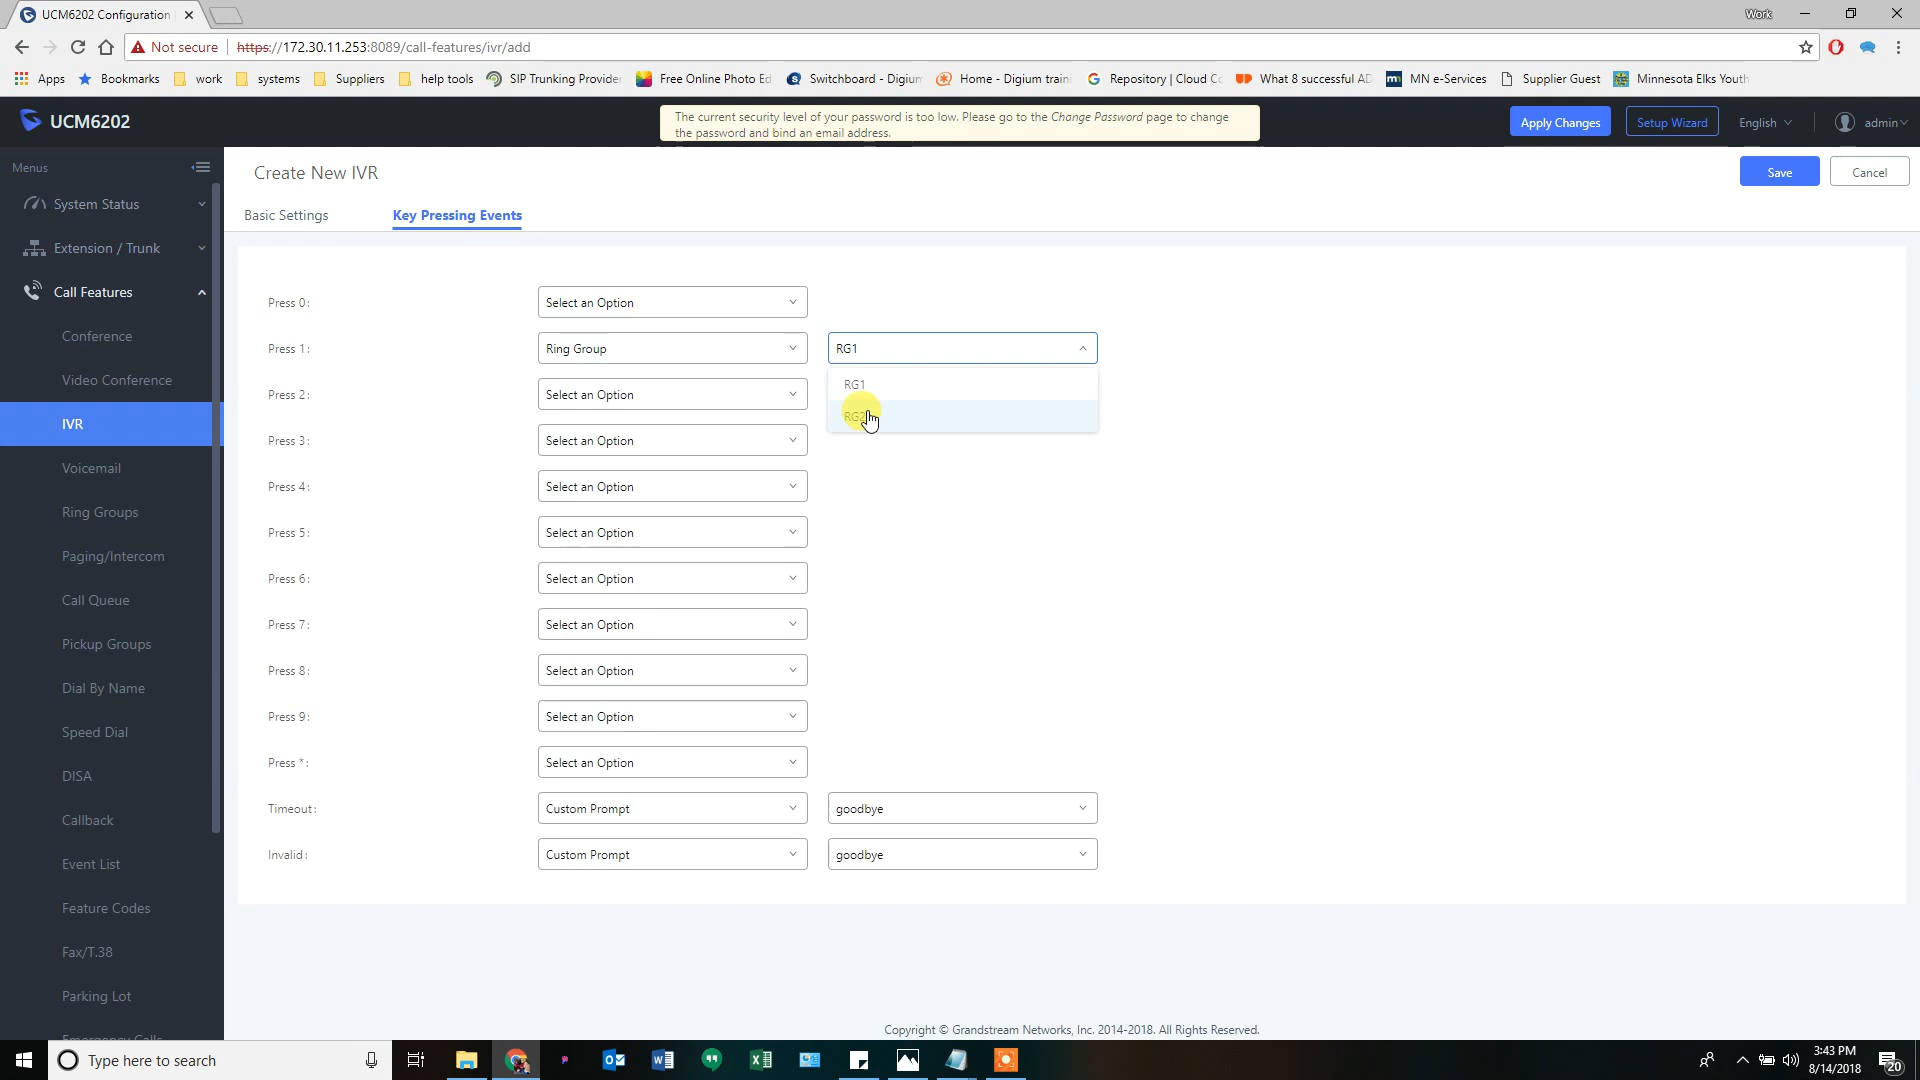 UCM6202 Configuration
Work
Not secure https://172.30.11.253:8089/call-features/ivr/add
Apps Bookmarks work systems Suppliers help tools SIP Trunking Provider Free Online Photo Ed Switchboard - Digium Home - Digium traini Repository | Cloud Co What 8 successful AD MN e-Services Supplier Guest Minnesota Elks Youth
UCM6202
The current security level of your password is too low. Please go to the Change Password page to change
the password and bind an email address.
Apply Changes Setup Wizard English admin
Menus
System Status
Extension / Trunk
Call Features
Conference
Video Conference
IVR
Voicemail
Ring Groups
Paging/Intercom
Call Queue
Pickup Groups
Dial By Name
Speed Dial
DISA
Callback
Event List
Feature Codes
Fax/T.38
Parking Lot
Emergency Calls
Create New IVR
Save Cancel
Basic Settings Key Pressing Events
Press 0: Select an Option
Press 1: Ring Group RG1
RG1
RG2
Press 2: Select an Option
Press 3: Select an Option
Press 4: Select an Option
Press 5: Select an Option
Press 6: Select an Option
Press 7: Select an Option
Press 8: Select an Option
Press 9: Select an Option
Press *: Select an Option
Timeout: Custom Prompt goodbye
Invalid: Custom Prompt goodbye
Copyright © Grandstream Networks, Inc. 2014-2018. All Rights Reserved.
Type here to search
3:43 PM
8/14/2018
20